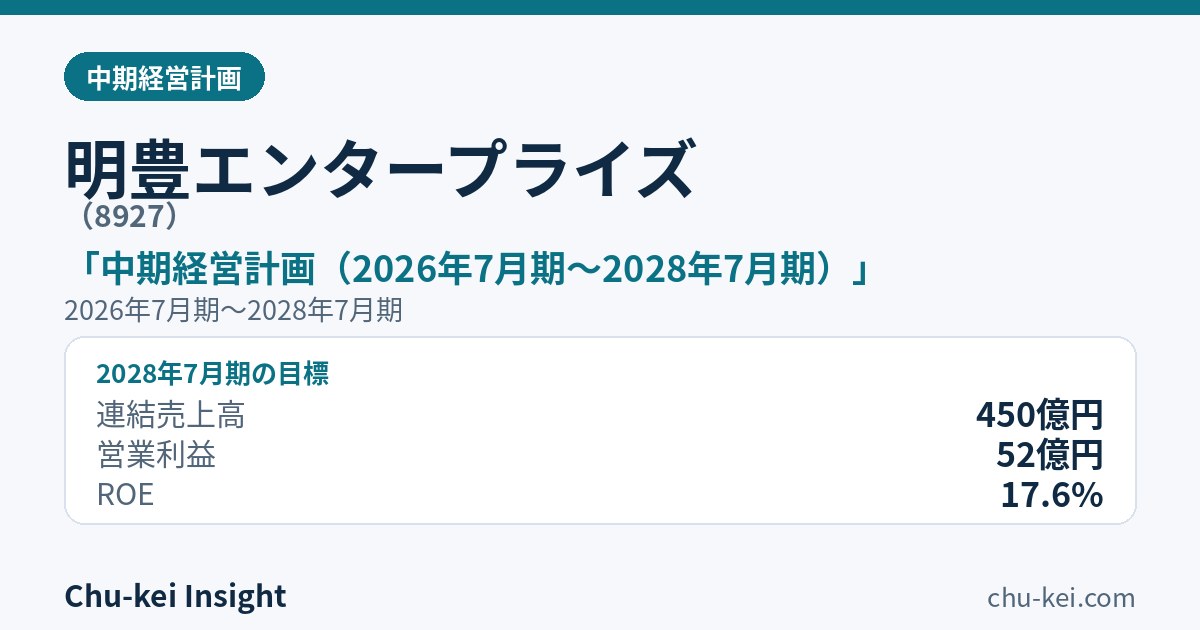 中期経営計画
明豊エンタープライズ
（8927）
「中期経営計画（2026年7月期～2028年7月期）」
2026年7月期～2028年7月期
2028年7月期の目標
連結売上高 450億円
営業利益 52億円
ROE 17.6%
Chu-kei Insight chu-kei.com